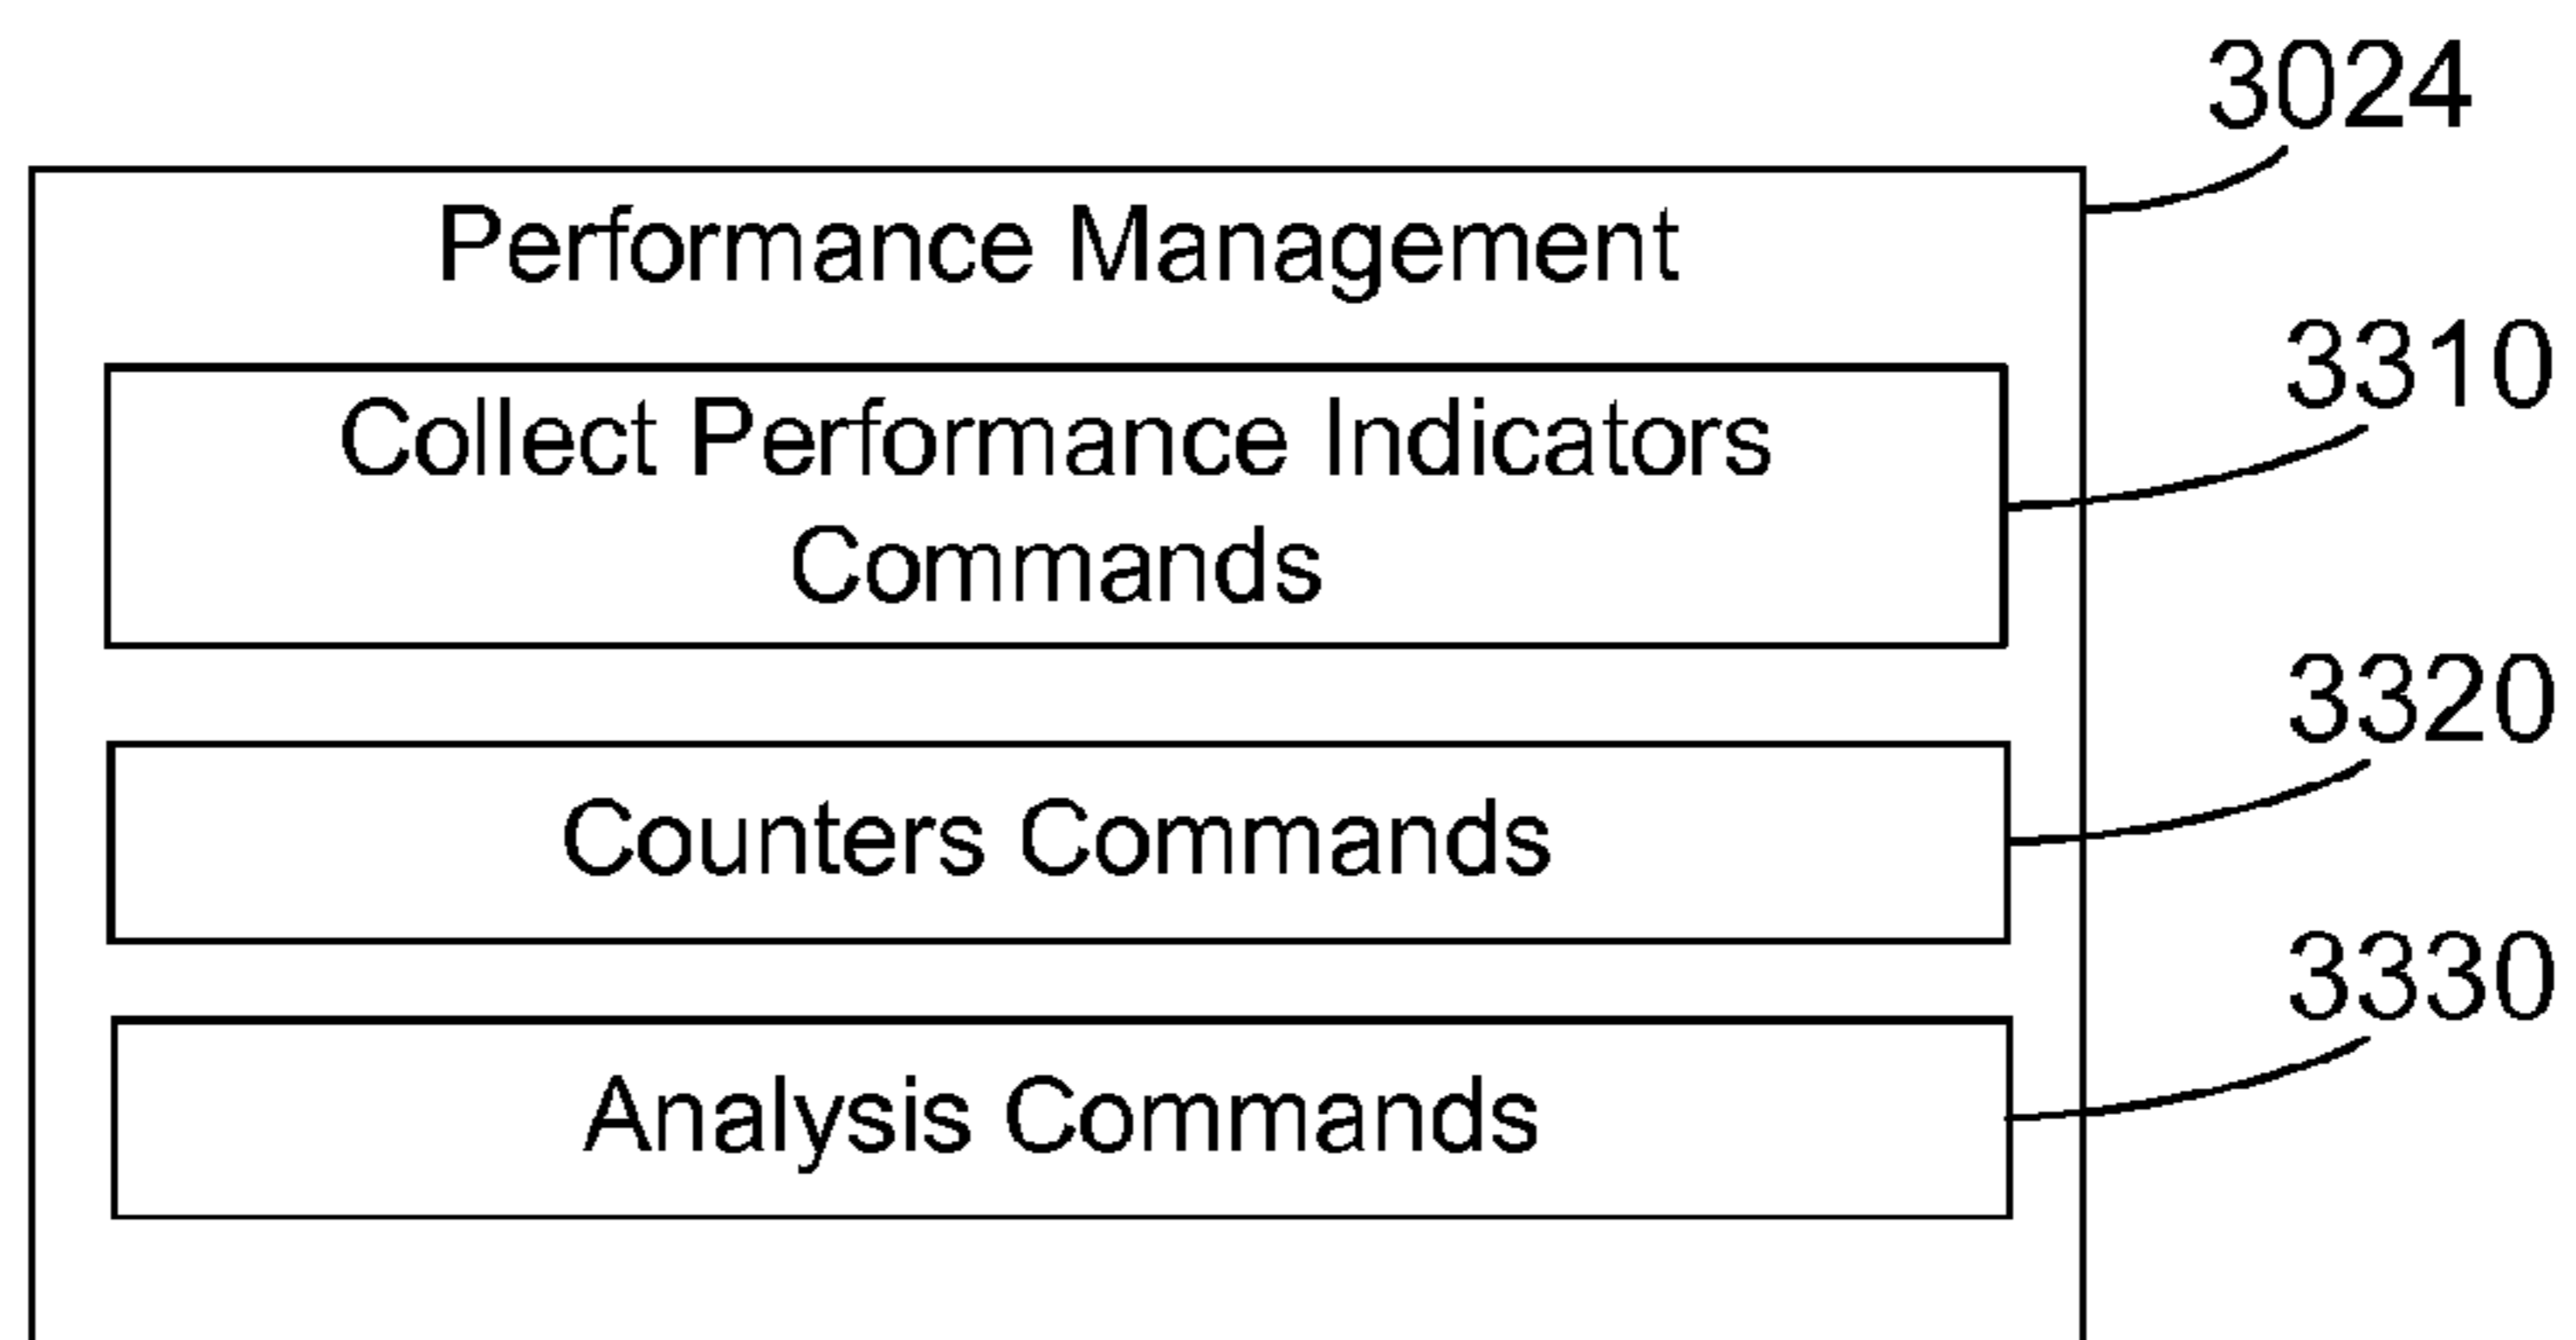 3024
Performance Management
3310
Collect Performance Indicators
Commands
3320
Counters Commands
3330
Analysis Commands